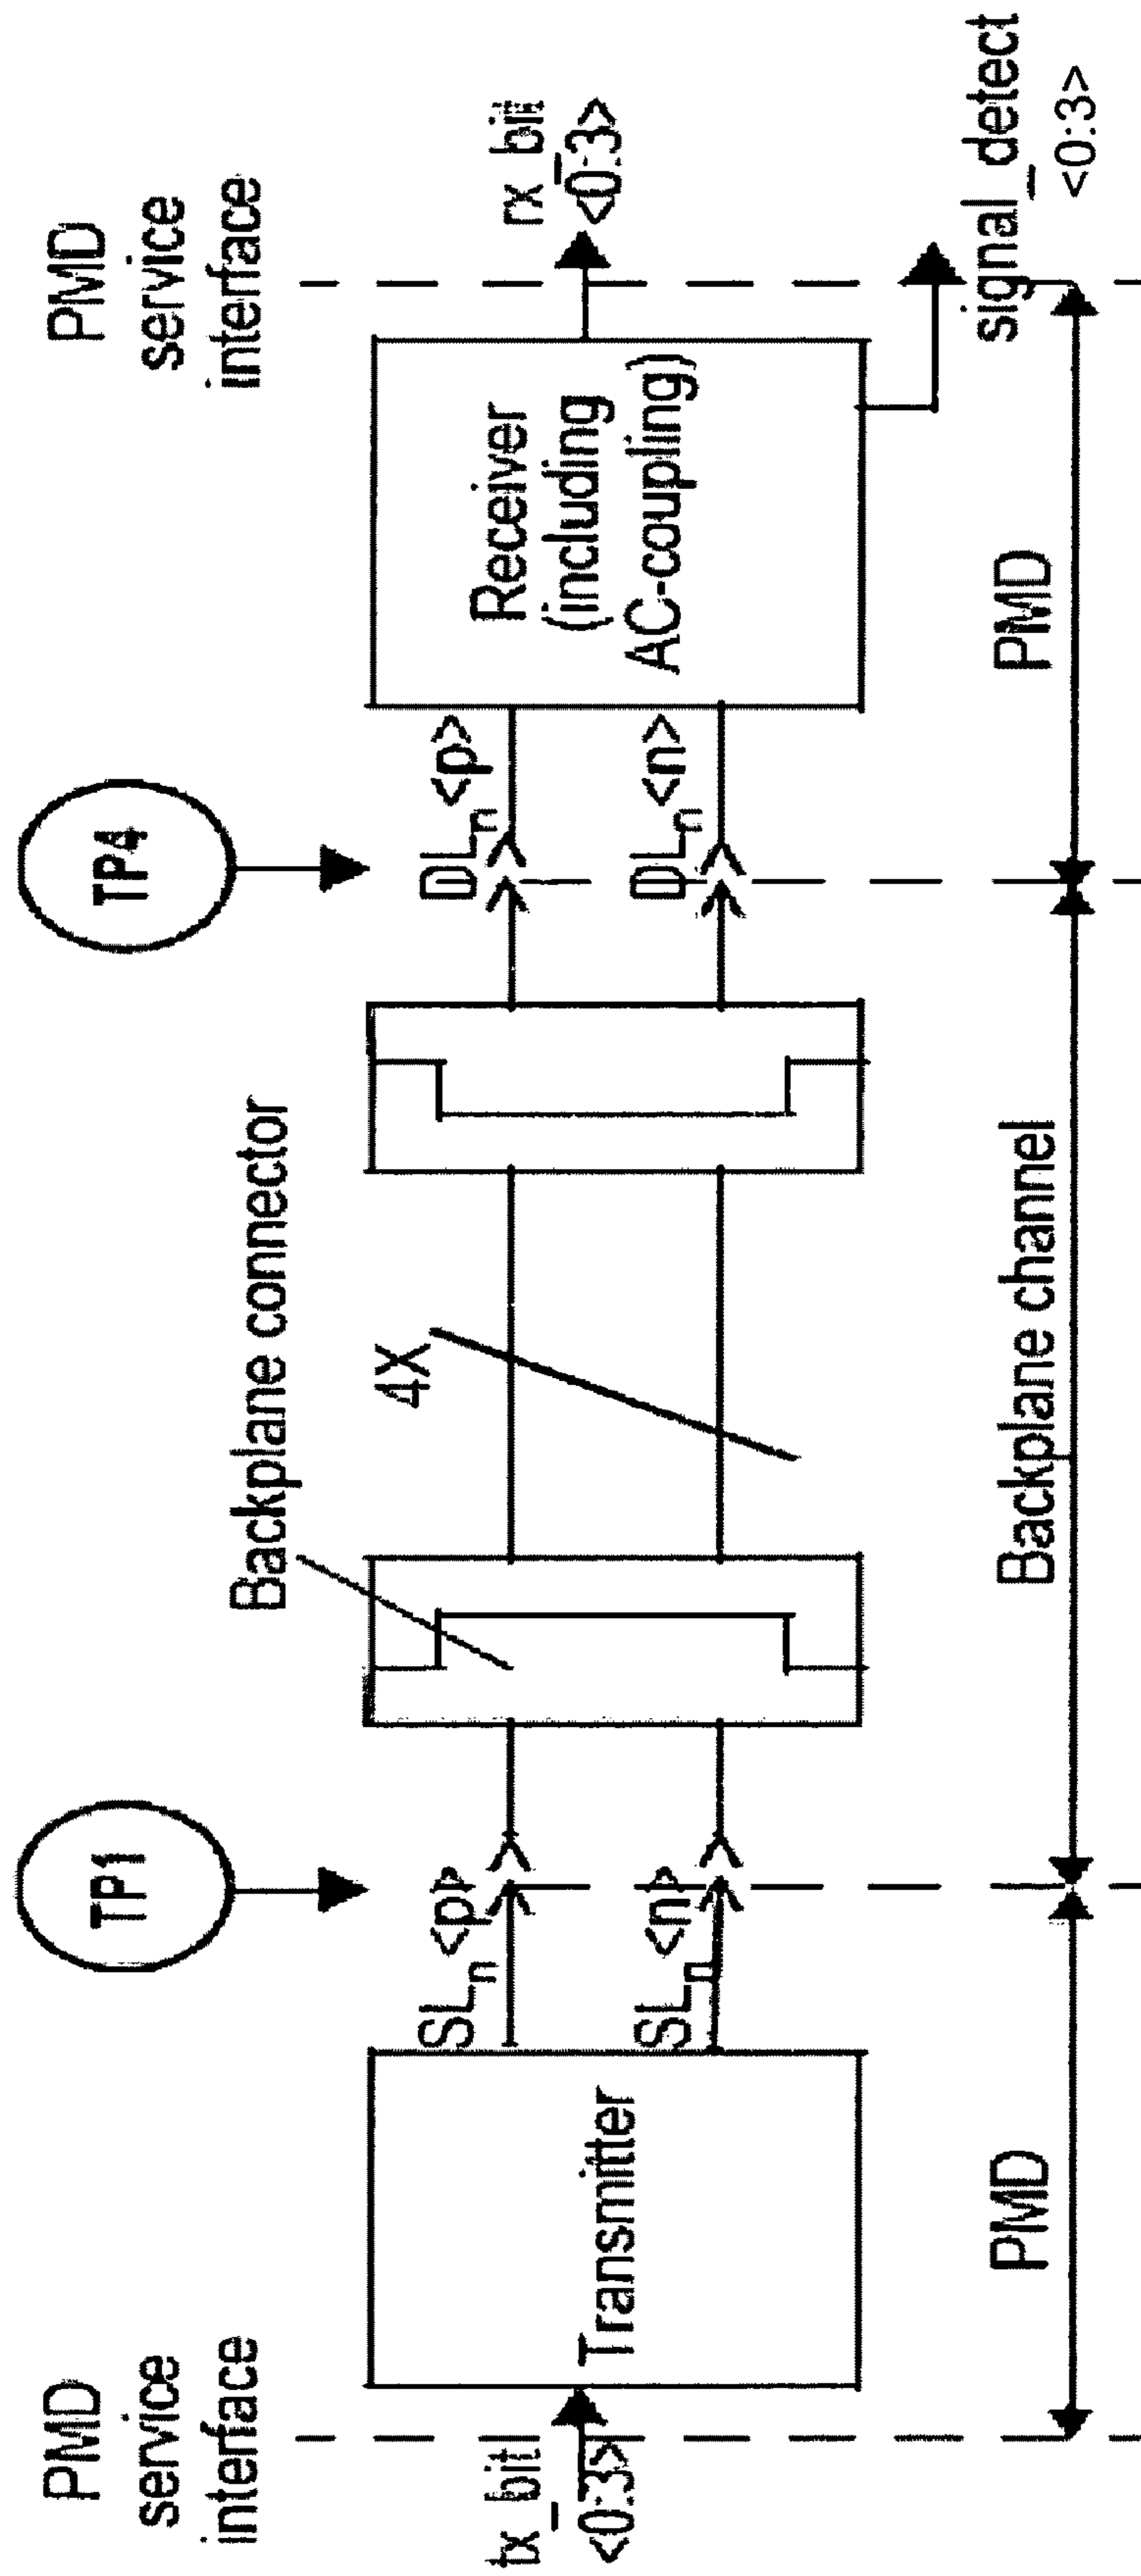 PMD
service
interface
tx_bit
<0:3>
Transmitter
TP1
SLn<p>
SLn<n>
Backplane connector
4X
TP4
DLn<p>
DLn<n>
Receiver
(including
AC-coupling)
PMD
service
interface
rx_bit
<0:3>
signal_detect
<0:3>
PMD
Backplane channel
PMD